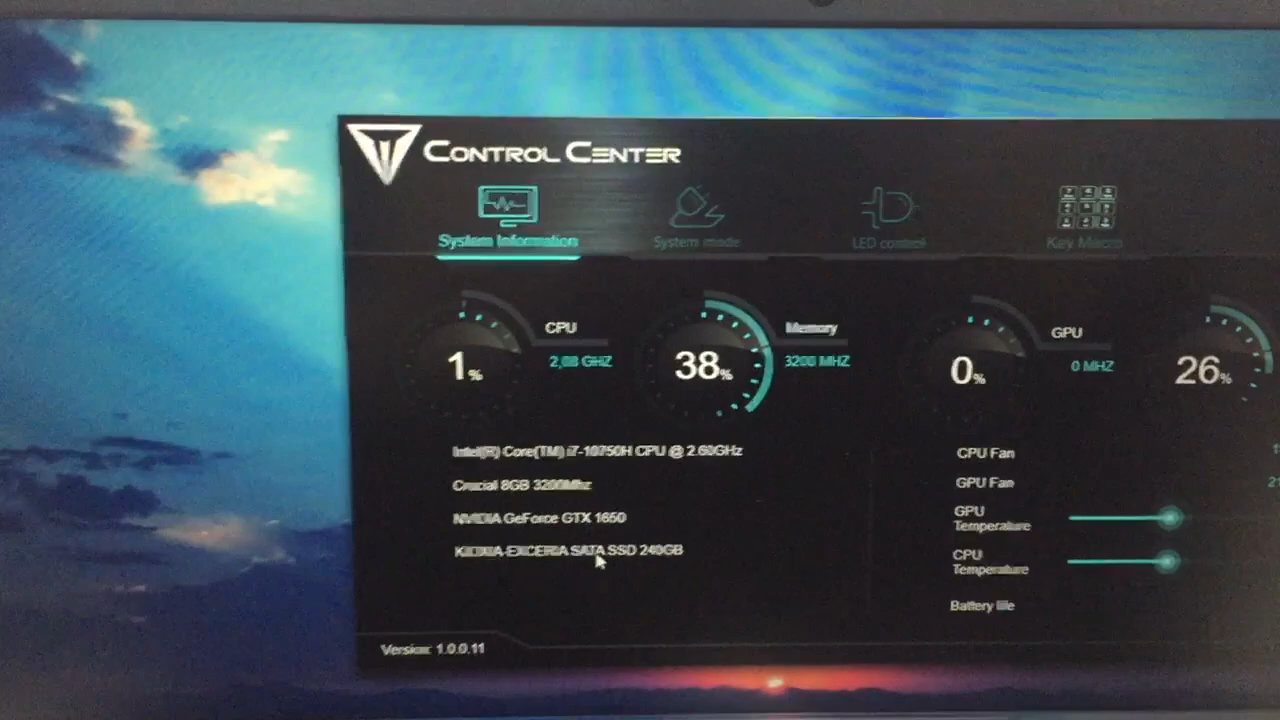 CONTROL CENTER
System Information System mode LED control Key Macro
1% CPU 2,08 GHZ
38% Memory 3200 MHZ
0% GPU 0 MHZ
26%
Intel(R) Core(TM) i7-10750H CPU @ 2.60GHz
Crucial 8GB 3200Mhz
NVIDIA GeForce GTX 1650
KIOXIA-EXCERIA SATA SSD 240GB
CPU Fan
GPU Fan
GPU
Temperature
CPU
Temperature
Battery life
Version: 1.0.0.11